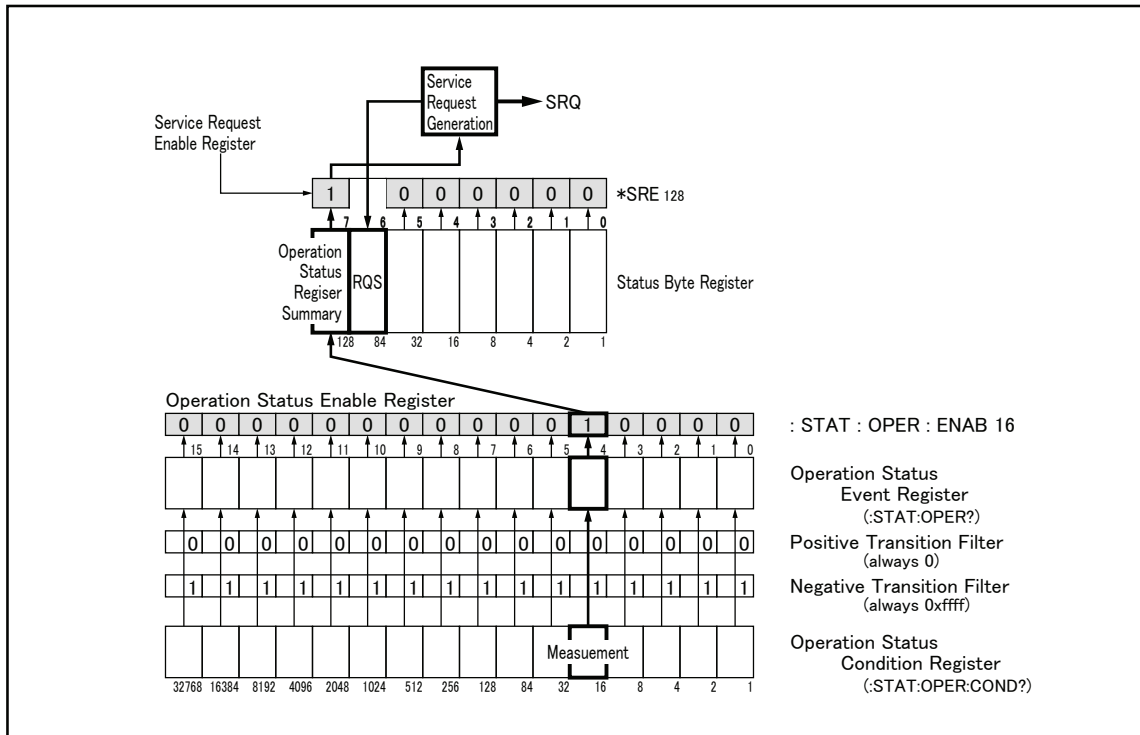 Service
Request
Generation
SRQ
Service Request
Enable Register
1 0 0 0 0 0 0 *SRE 128
7 6 5 4 3 2 1 0
Operation
Status
Regiser
Summary
RQS
Status Byte Register
128 84 32 16 8 4 2 1
Operation Status Enable Register
0 0 0 0 0 0 0 0 0 0 0 1 0 0 0 0 : STAT : OPER : ENAB 16
15 14 13 12 11 10 9 8 7 6 5 4 3 2 1 0
Operation Status
Event Register
(:STAT:OPER?)
0 0 0 0 0 0 0 0 0 0 0 0 0 0 0 0 Positive Transition Filter
(always 0)
1 1 1 1 1 1 1 1 1 1 1 1 1 1 1 1 Negative Transition Filter
(always 0xffff)
Measuement
Operation Status
Condition Register
(:STAT:OPER:COND?)
32768 16384 8192 4096 2048 1024 512 256 128 84 32 16 8 4 2 1